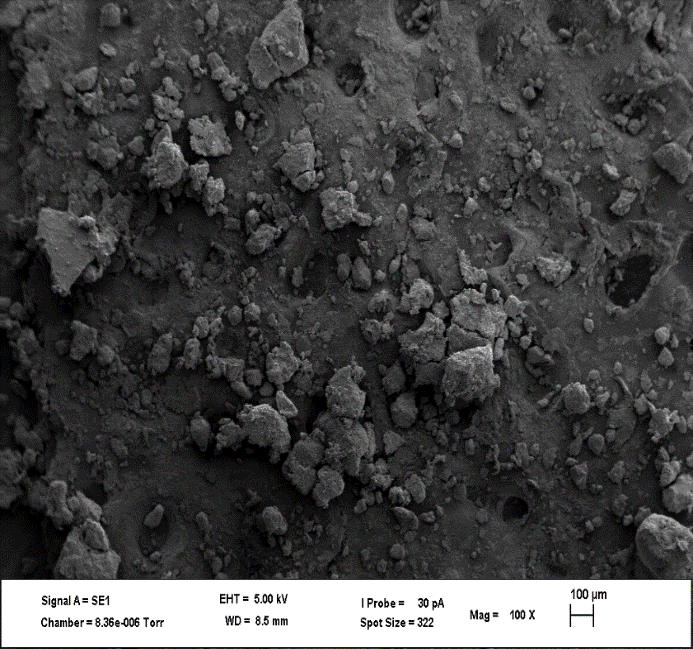 Signal A = SE1 EHT = 5.00 kV I Probe = 30 pA Mag = 100 X 100 µm
Chamber = 8.36e-006 Torr WD = 8.5 mm Spot Size = 322